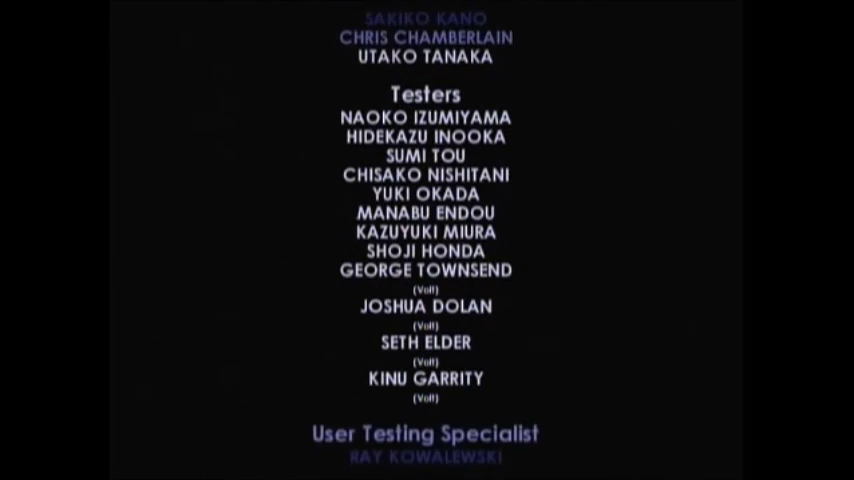 SAKIKO KANO
CHRIS CHAMBERLAIN
UTAKO TANAKA
Testers
NAOKO IZUMIYAMA
HIDEKAZU INOOKA
SUMI TOU
CHISAKO NISHITANI
YUKI OKADA
MANABU ENDOU
KAZUYUKI MIURA
SHOJI HONDA
GEORGE TOWNSEND
(Volt)
JOSHUA DOLAN
(Volt)
SETH ELDER
(Volt)
KINU GARRITY
(Volt)
User Testing Specialist
RAY KOWALEWSKI